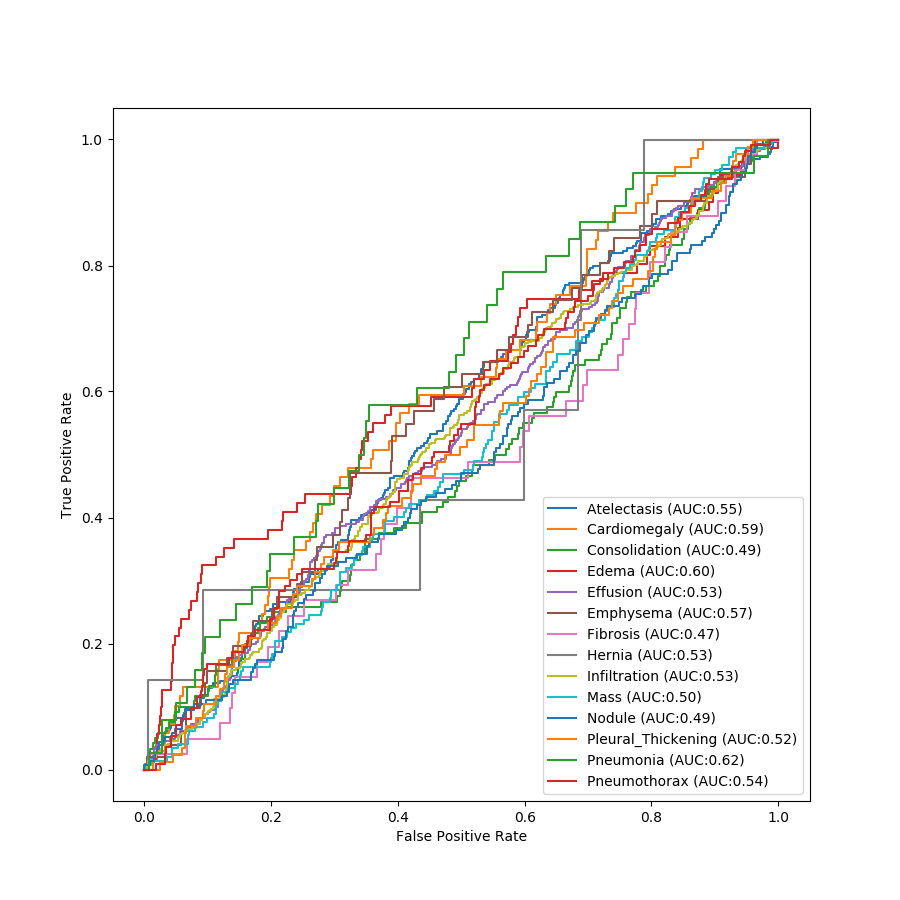 1.0
0.8
0.6
0.4
0.2
0.0
True Positive Rate
Atelectasis (AUC:0.55)
Cardiomegaly (AUC:0.59)
Consolidation (AUC:0.49)
Edema (AUC:0.60)
Effusion (AUC:0.53)
Emphysema (AUC:0.57)
Fibrosis (AUC:0.47)
Hernia (AUC:0.53)
Infiltration (AUC:0.53)
Mass (AUC:0.50)
Nodule (AUC:0.49)
Pleural_Thickening (AUC:0.52)
Pneumonia (AUC:0.62)
Pneumothorax (AUC:0.54)
0.0 0.2 0.4 0.6 0.8 1.0
False Positive Rate